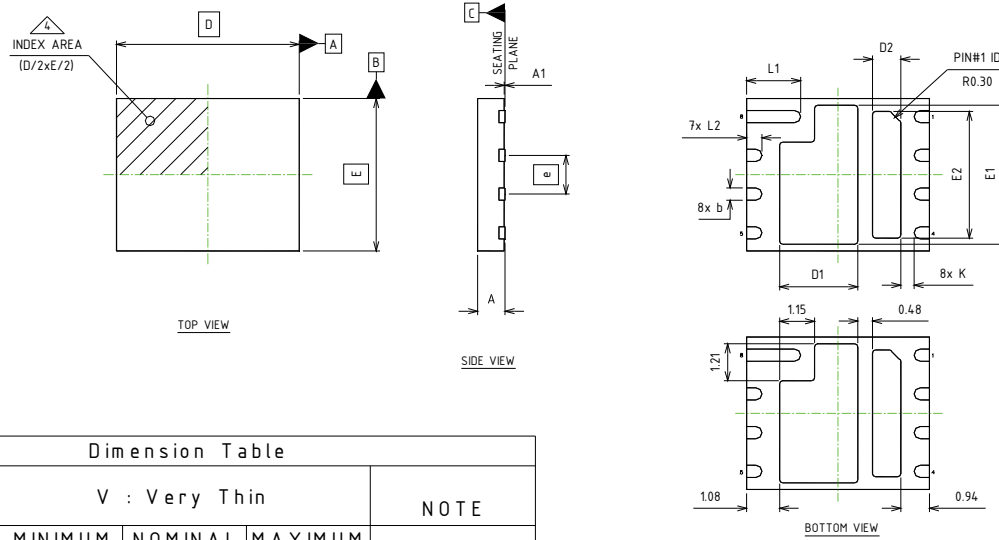 4
INDEX AREA
(D/2xE/2)
D
A
B
E
TOP VIEW
C
SEATING
PLANE
A1
e
A
SIDE VIEW
L1
D2
PIN#1 ID
R0.30
7x L2
8x b
E2
E1
D1
8x K
8
1
5
4
1.15
0.48
1.21
8
1
5
4
1.08
0.94
BOTTOM VIEW
Dimension Table
V : Very Thin
NOTE
MINIMUM NOMINAL MAXIMUM